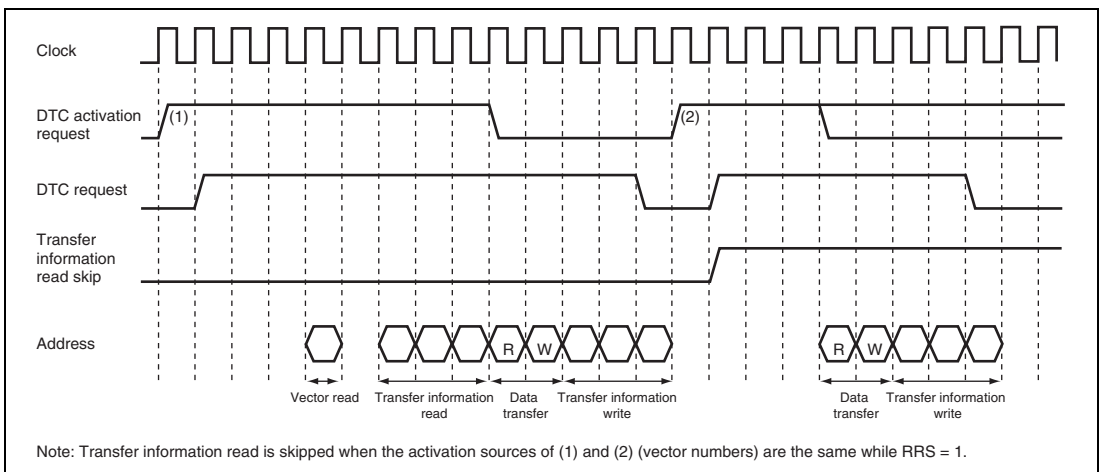 Clock
DTC activation
request
(1)
(2)
DTC request
Transfer
information
read skip
Address
R
W
R
W
Vector read
Transfer information
read
Data
transfer
Transfer information
write
Data
transfer
Transfer information
write
Note: Transfer information read is skipped when the activation sources of (1) and (2) (vector numbers) are the same while RRS = 1.